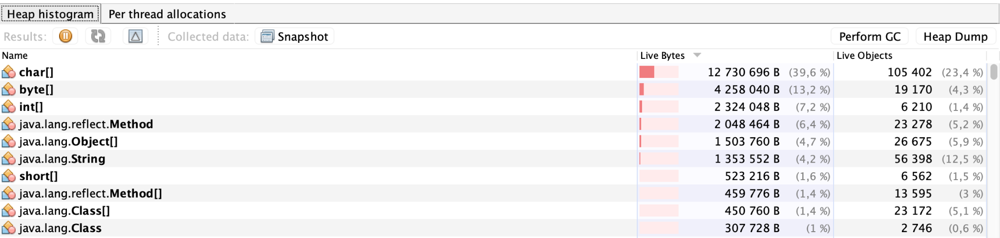 Heap histogram Per thread allocations
Results: Collected data: Snapshot Perform GC Heap Dump
Name Live Bytes Live Objects
char[] 12 730 696 B (39,6 %) 105 402 (23,4 %)
byte[] 4 258 040 B (13,2 %) 19 170 (4,3 %)
int[] 2 324 048 B (7,2 %) 6 210 (1,4 %)
java.lang.reflect.Method 2 048 464 B (6,4 %) 23 278 (5,2 %)
java.lang.Object[] 1 503 760 B (4,7 %) 26 675 (5,9 %)
java.lang.String 1 353 552 B (4,2 %) 56 398 (12,5 %)
short[] 523 216 B (1,6 %) 6 562 (1,5 %)
java.lang.reflect.Method[] 459 776 B (1,4 %) 13 595 (3 %)
java.lang.Class[] 450 760 B (1,4 %) 23 172 (5,1 %)
java.lang.Class 307 728 B (1 %) 2 746 (0,6 %)